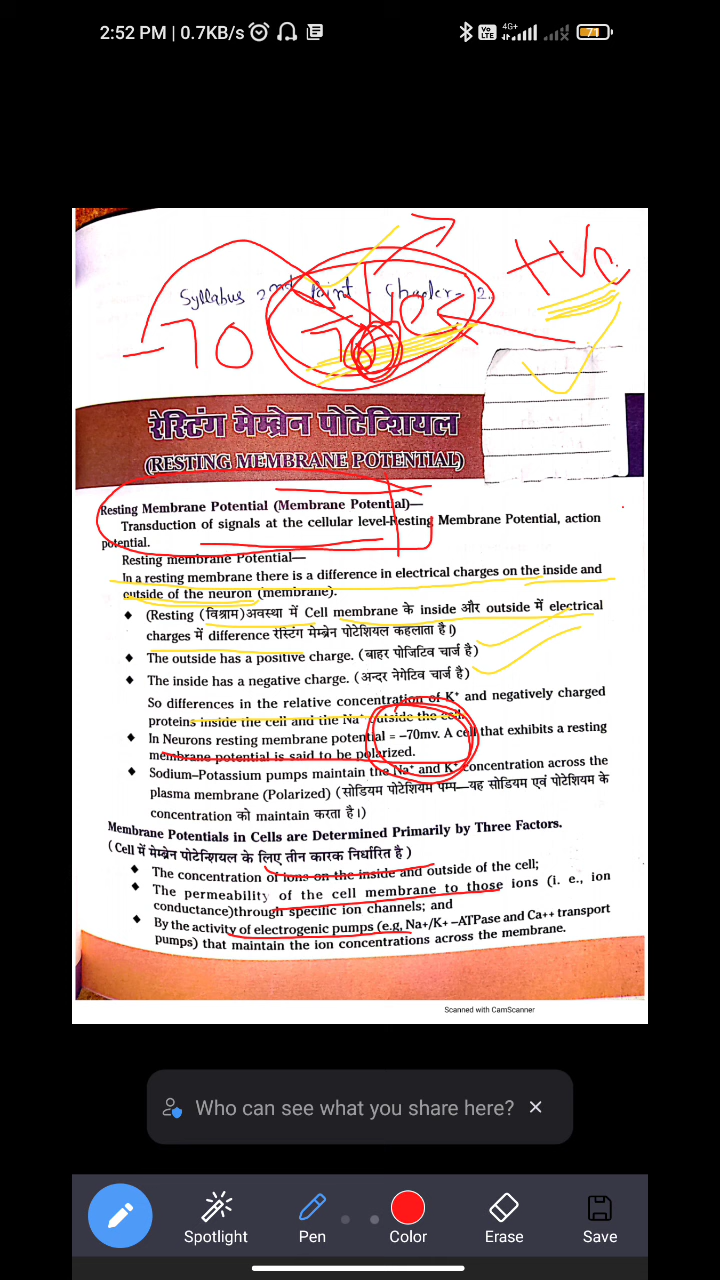 2:52 PM | 0.7KB/s
4G+
Vo LTE
71
+Ve
Syllabus 2nd Point Chapter-2.
-70
रेस्टिंग मेम्ब्रेन पोटेन्शियल
(RESTING MEMBRANE POTENTIAL)
Resting Membrane Potential (Membrane Potential)—
Transduction of signals at the cellular level-Resting Membrane Potential, action
potential.
Resting membrane Potential—
In a resting membrane there is a difference in electrical charges on the inside and
outside of the neuron (membrane).
♦ (Resting (विश्राम)अवस्था में Cell membrane के inside और outside में electrical
charges में difference रेस्टिंग मेम्ब्रेन पोटेशियल कहलाता है।)
♦ The outside has a positive charge. (बाहर पोजिटिव चार्ज है)
♦ The inside has a negative charge. (अन्दर नेगेटिव चार्ज है)
So differences in the relative concentration of K⁺ and negatively charged
proteins inside the cell and the Na⁺ outside the cell.
♦ In Neurons resting membrane potential = –70mv. A cell that exhibits a resting
membrane potential is said to be polarized.
♦ Sodium–Potassium pumps maintain the Na⁺ and K⁺ concentration across the
plasma membrane (Polarized) (सोडियम पोटेशियम पम्प—यह सोडियम एवं पोटेशियम के
concentration को maintain करता है।)
Membrane Potentials in Cells are Determined Primarily by Three Factors.
(Cell में मेम्ब्रेन पोटेन्शियल के लिए तीन कारक निर्धारित है)
♦ The concentration of ions on the inside and outside of the cell;
♦ The permeability of the cell membrane to those ions (i. e., ion
conductance)through specific ion channels; and
♦ By the activity of electrogenic pumps (e.g, Na+/K+ –ATPase and Ca++ transport
pumps) that maintain the ion concentrations across the membrane.
Scanned with CamScanner
Who can see what you share here? ×
Spotlight Pen Color Erase Save